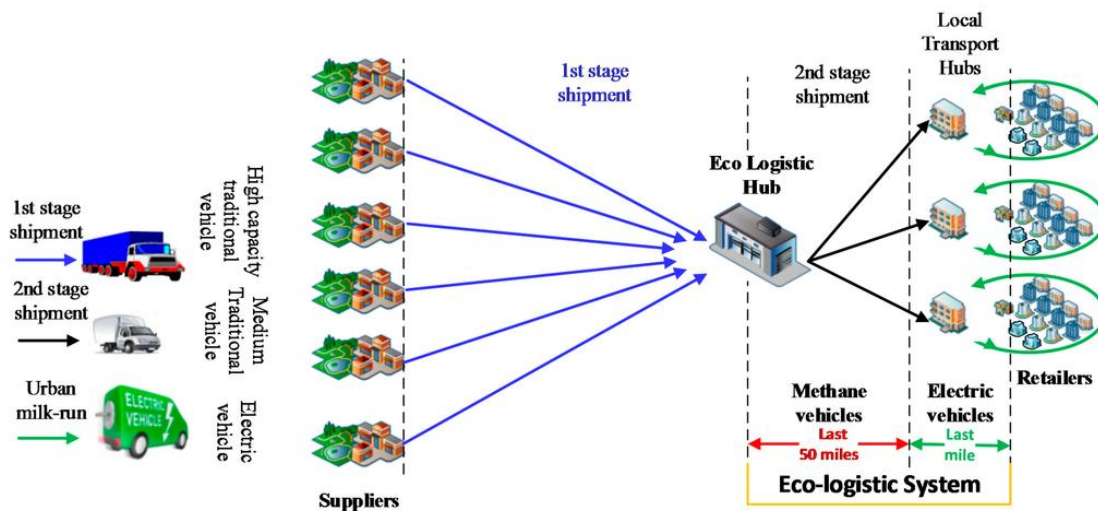 Local
Transport
Hubs
1st stage
shipment
2nd stage
shipment
Eco Logistic
Hub
1st stage
shipment
High capacity
traditional
vehicle
2nd stage
shipment
Medium
Traditional
vehicle
Urban
milk-run
ELECTRIC
VEHICLE
Electric
vehicle
Suppliers
Methane
vehicles
Electric
vehicles
Retailers
Last
50 miles
Last
mile
Eco-logistic System